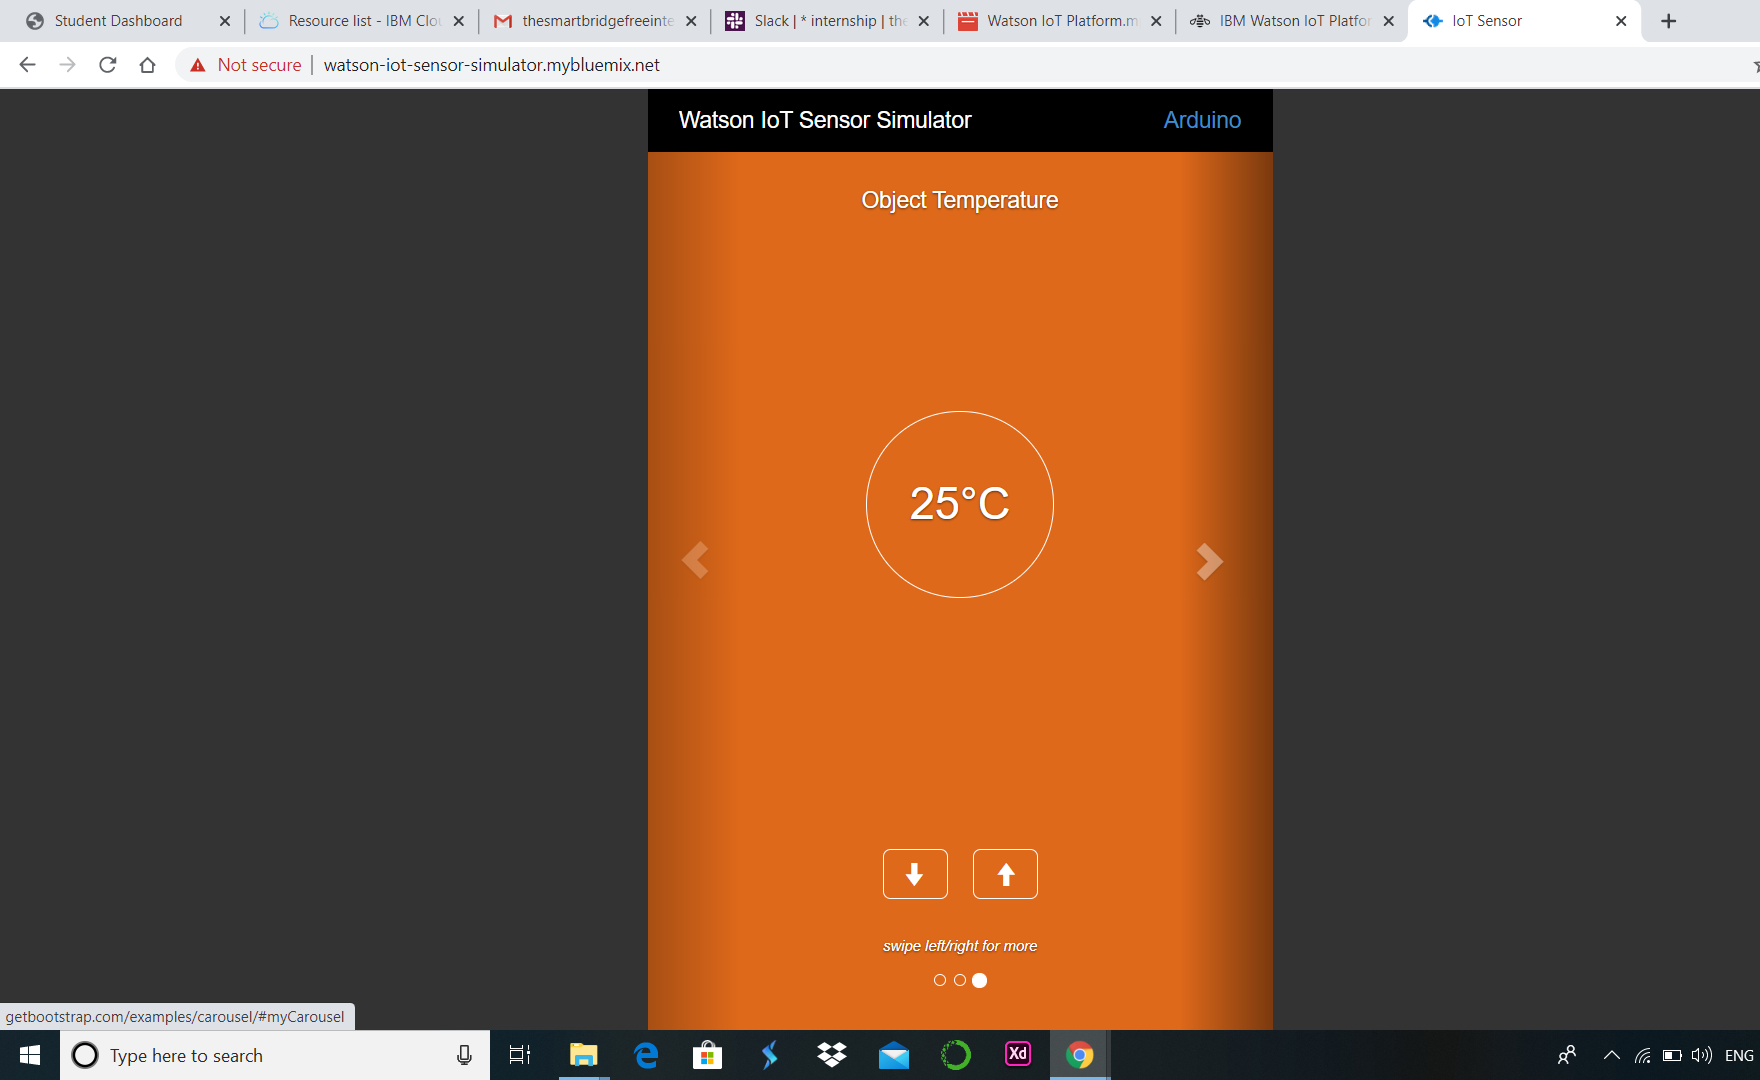 Student Dashboard
Resource list - IBM Clou
thesmartbridgefreeinte
Slack | * internship | the
Watson IoT Platform.m
IBM Watson IoT Platfor
IoT Sensor
Not secure
watson-iot-sensor-simulator.mybluemix.net
Watson IoT Sensor Simulator
Arduino
Object Temperature
25°C
swipe left/right for more
getbootstrap.com/examples/carousel/#myCarousel
Type here to search
Xd
ENG